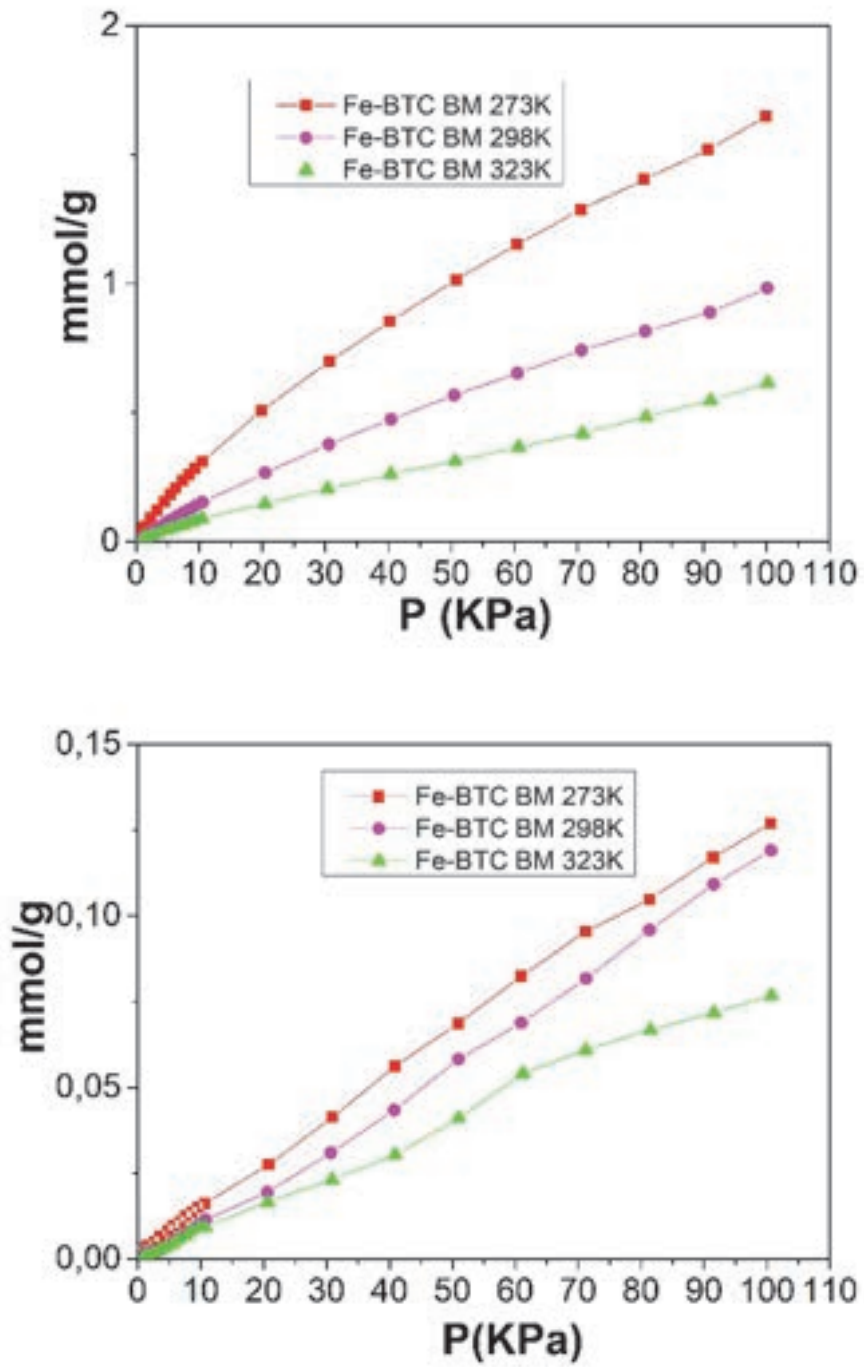 2
Fe-BTC BM 273K
Fe-BTC BM 298K
Fe-BTC BM 323K
mmol/g
1
0
0 10 20 30 40 50 60 70 80 90 100 110
P (KPa)
0,15
Fe-BTC BM 273K
Fe-BTC BM 298K
Fe-BTC BM 323K
mmol/g
0,10
0,05
0,00
0 10 20 30 40 50 60 70 80 90 100 110
P(KPa)